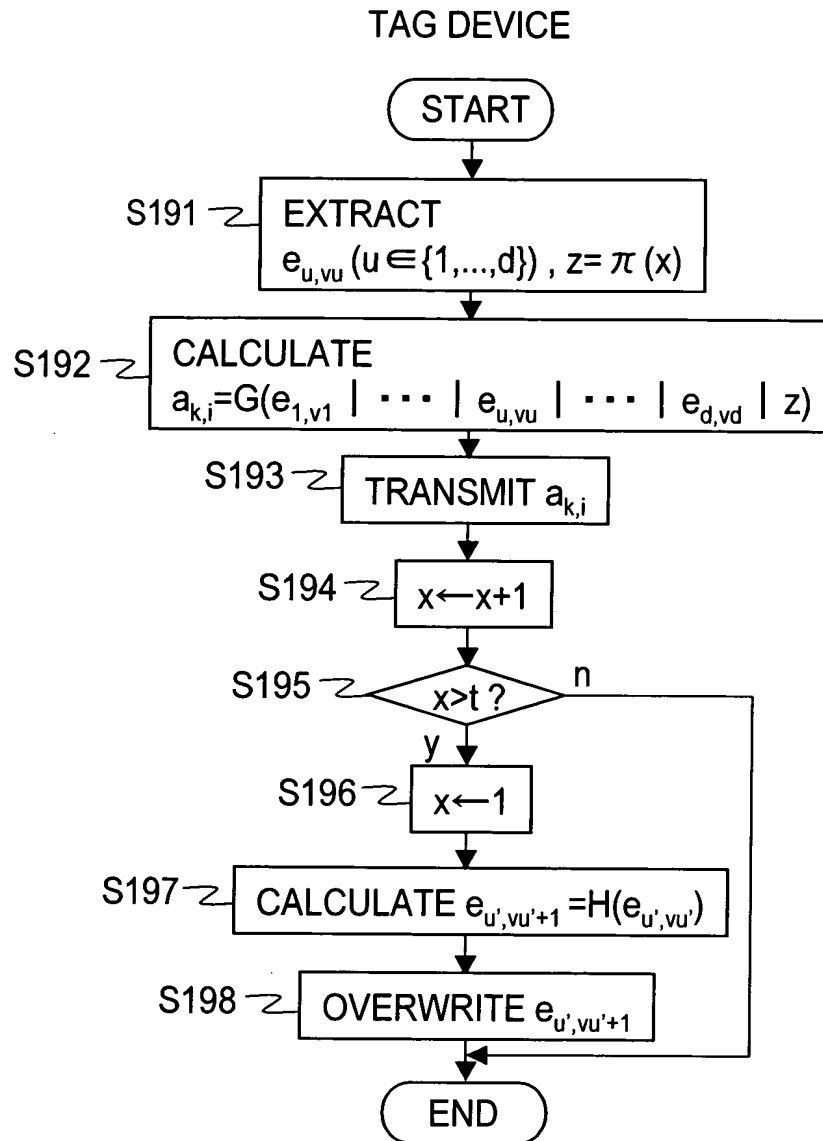 TAG DEVICE
START
S191
EXTRACT
e_{u,vu} (u∈{1,...,d}) , z= π (x)
S192
CALCULATE
a_{k,i}=G(e_{1,v1} | ··· | e_{u,vu} | ··· | e_{d,vd} | z)
S193
TRANSMIT a_{k,i}
S194
x←x+1
S195
x>t ?
n
y
S196
x←1
S197
CALCULATE e_{u',vu'+1} =H(e_{u',vu'})
S198
OVERWRITE e_{u',vu'+1}
END